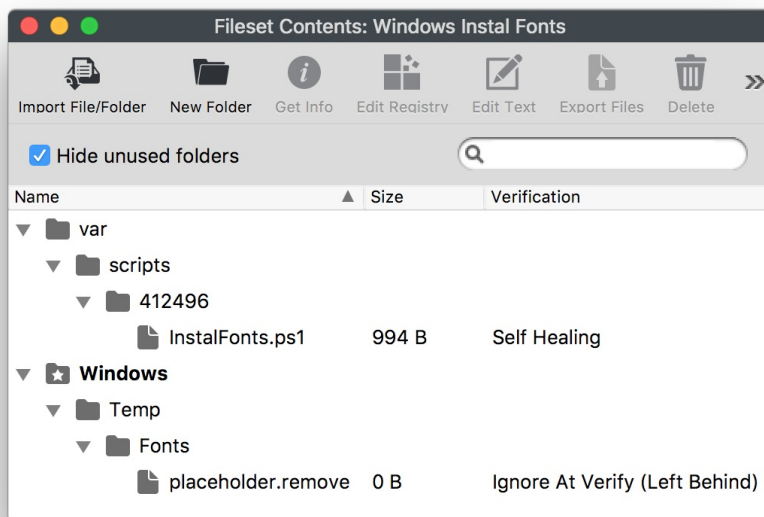 Fileset Contents: Windows Instal Fonts
Import File/Folder New Folder Get Info Edit Registry Edit Text Export Files Delete
Hide unused folders
Name Size Verification
var
scripts
412496
InstalFonts.ps1 994 B Self Healing
Windows
Temp
Fonts
placeholder.remove 0 B Ignore At Verify (Left Behind)